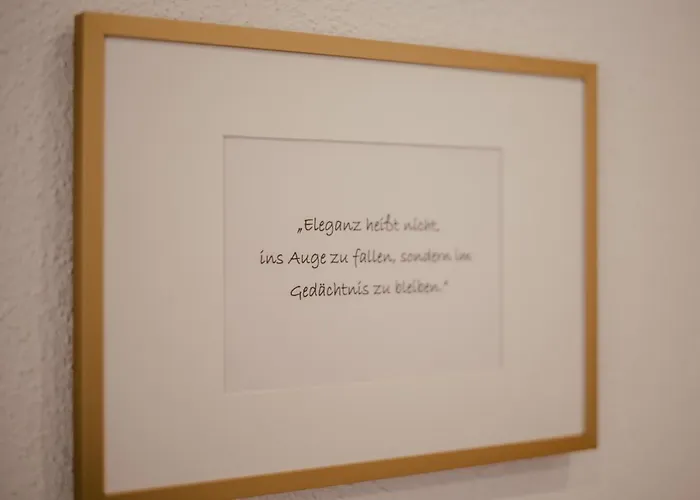 „Eleganz heißt nicht,
ins Auge zu fallen, sondern im
Gedächtnis zu bleiben.“